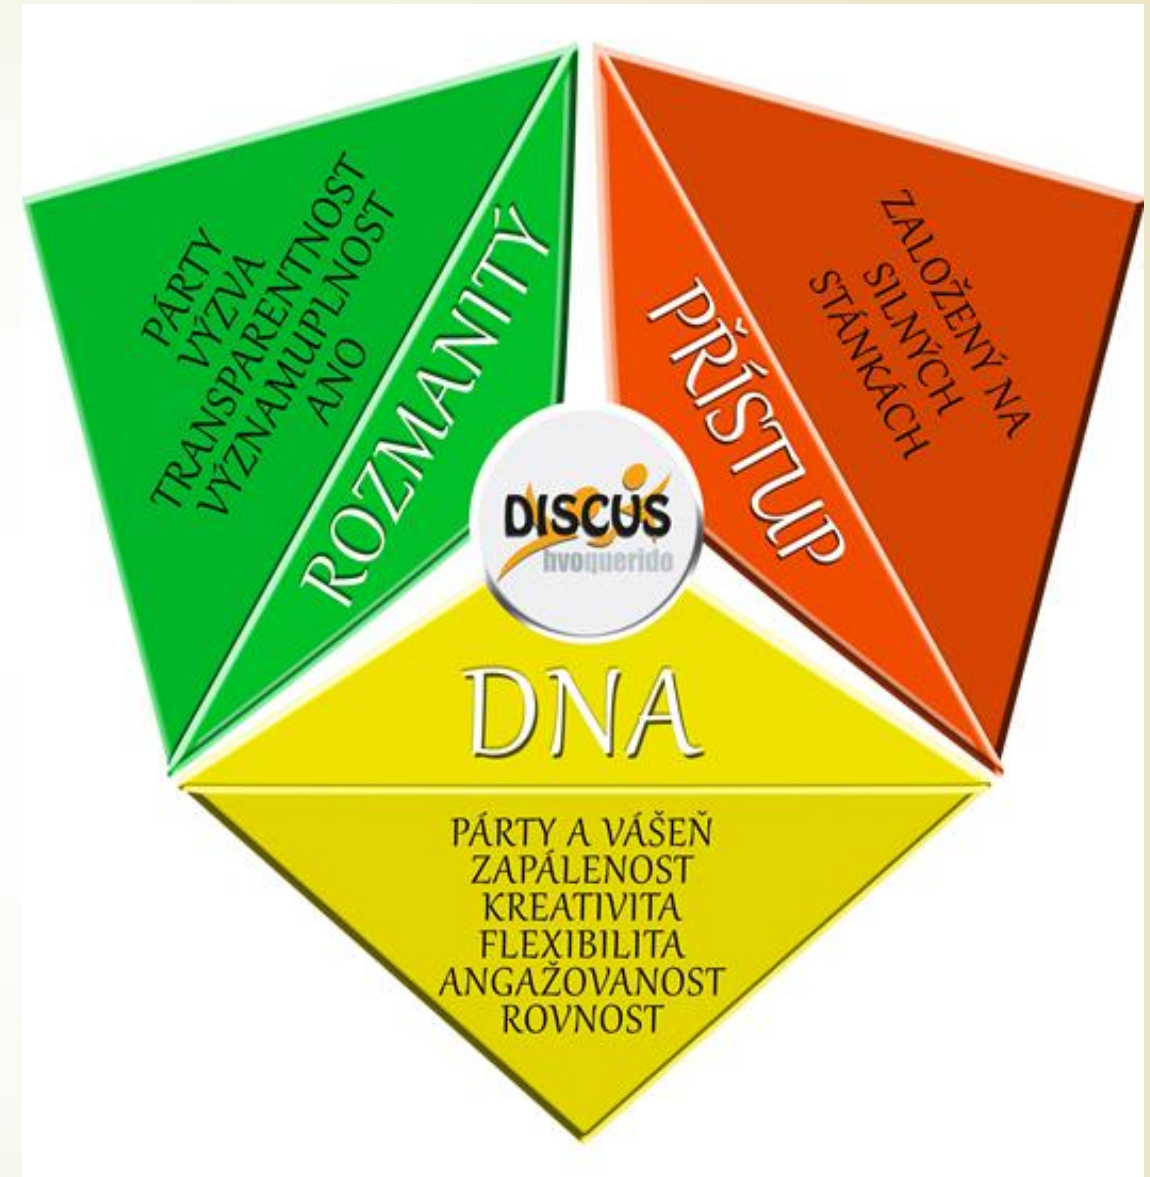 PÁRTY
VÝZVA
TRANSPARENTNOST
VÝZNAMUPLNOST
ANO
ROZMANITÝ
PŘÍSTUP
ZALOŽENÝ NA
SILNÝCH
STÁNKÁCH
DISCUS
hvoquerido
DNA
PÁRTY A VÁŠEŇ
ZAPÁLENOST
KREATIVITA
FLEXIBILITA
ANGAŽOVANOST
ROVNOST